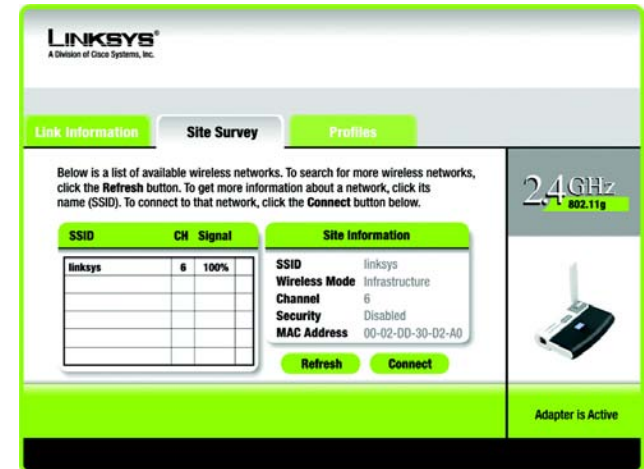 LINKSYS®
A Division of Cisco Systems, Inc.
Link Information Site Survey Profiles
Below is a list of available wireless networks. To search for more wireless networks,
click the Refresh button. To get more information about a network, click its
name (SSID). To connect to that network, click the Connect button below.
2.4GHz
802.11g
SSID CH Signal
linksys 6 100%
Site Information
SSID linksys
Wireless Mode Infrastructure
Channel 6
Security Disabled
MAC Address 00-02-DD-30-D2-A0
Refresh Connect
Adapter is Active